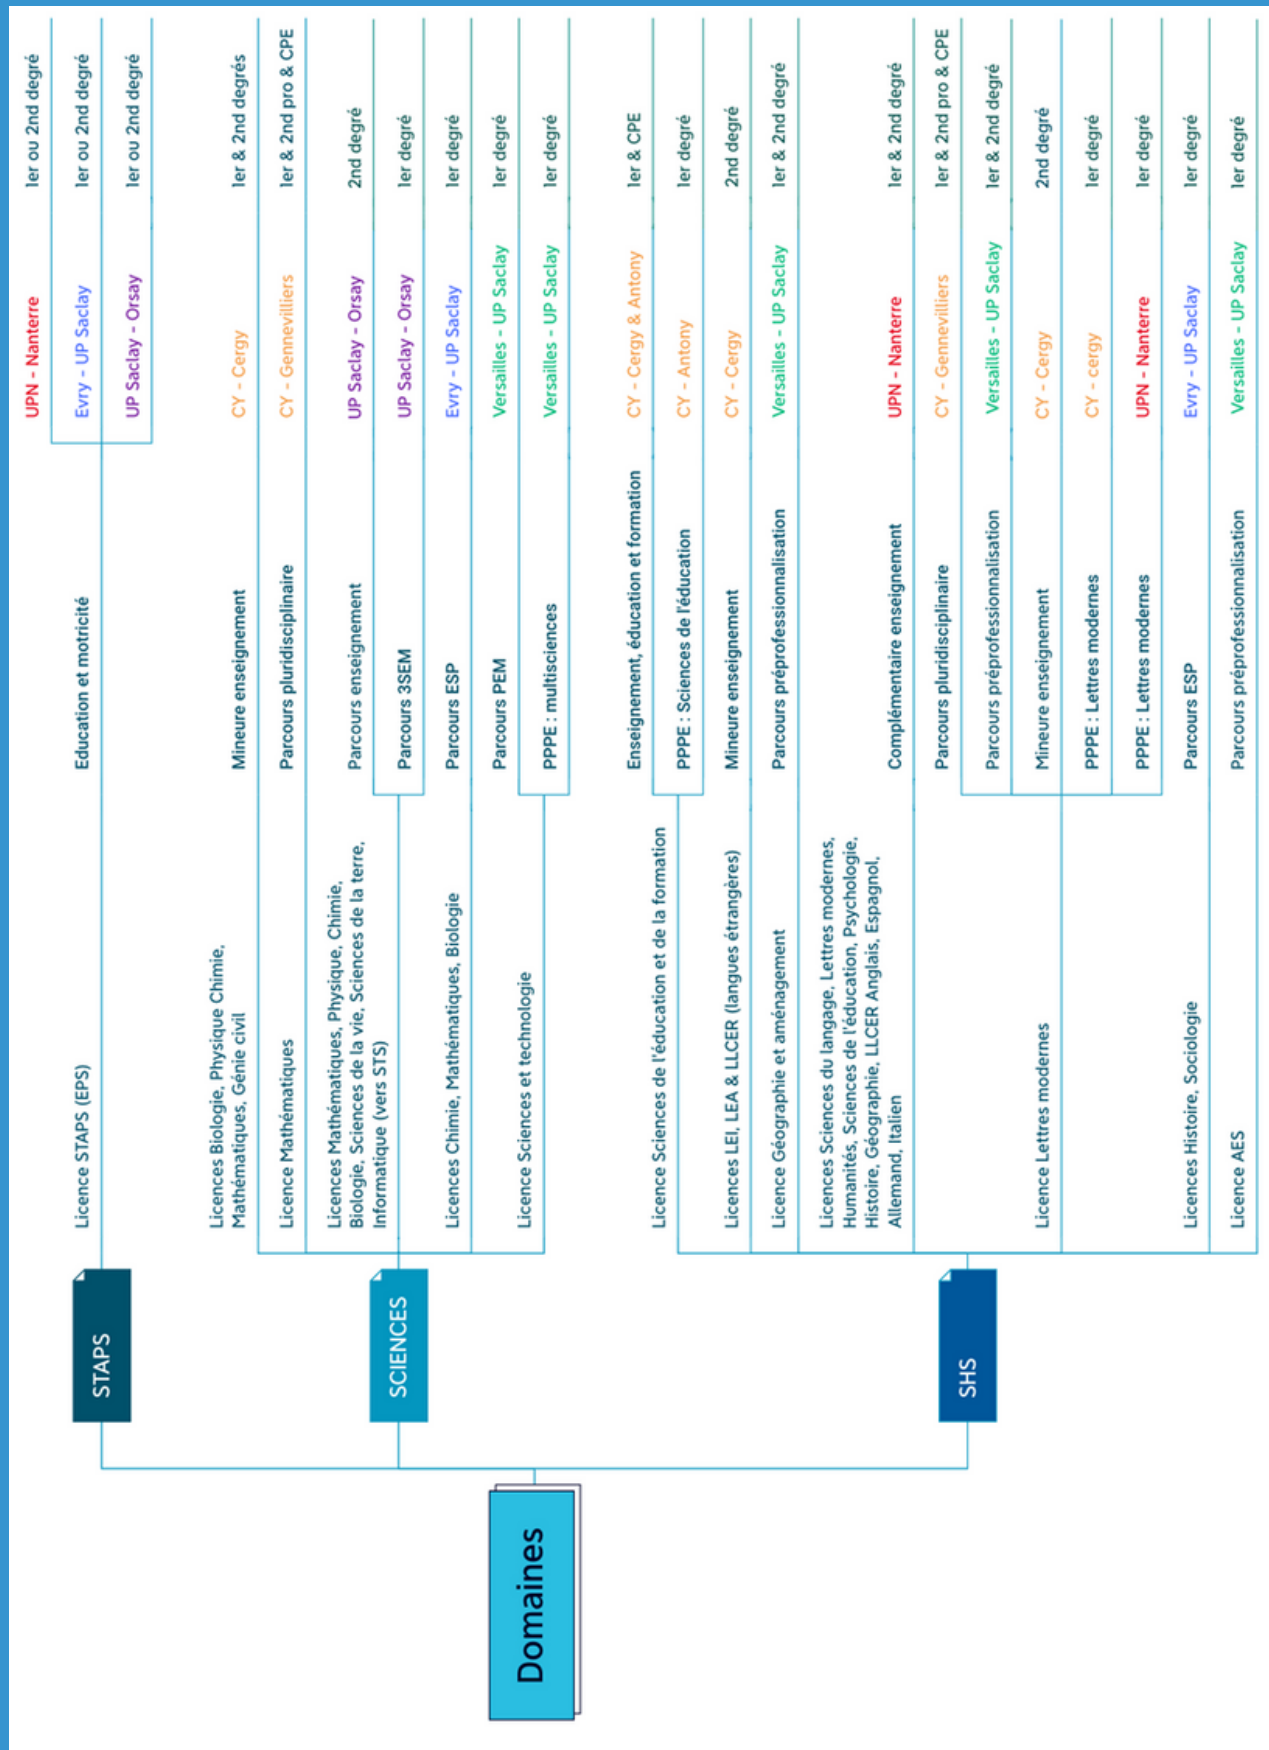 Domaines
STAPS
Licence STAPS (EPS)
Education et motricité
UPN - Nanterre
1er ou 2nd degré
Evry - UP Saclay
1er ou 2nd degré
UP Saclay - Orsay
1er ou 2nd degré
SCIENCES
Licences Biologie, Physique Chimie,
Mathématiques, Génie civil
Mineure enseignement
CY - Cergy
1er & 2nd degrés
Licence Mathématiques
Parcours pluridisciplinaire
CY - Gennevilliers
1er & 2nd pro & CPE
Licences Mathématiques, Physique, Chimie,
Biologie, Sciences de la vie, Sciences de la terre,
Informatique (vers STS)
Parcours enseignement
UP Saclay - Orsay
2nd degré
Parcours 3SEM
UP Saclay - Orsay
1er degré
Licences Chimie, Mathématiques, Biologie
Parcours ESP
Evry - UP Saclay
1er degré
Licence Sciences et technologie
Parcours PEM
Versailles - UP Saclay
1er degré
PPPE : multisciences
Versailles - UP Saclay
1er degré
SHS
Licence Sciences de l'éducation et de la formation
Enseignement, éducation et formation
CY - Cergy & Antony
1er & CPE
PPPE : Sciences de l'éducation
CY - Antony
1er degré
Licences LEI, LEA & LLCER (langues étrangères)
Mineure enseignement
CY - Cergy
2nd degré
Licence Géographie et aménagement
Parcours préprofessionnalisation
Versailles - UP Saclay
1er & 2nd degré
Licences Sciences du langage, Lettres modernes,
Humanités, Sciences de l'éducation, Psychologie,
Histoire, Géographie, LLCER Anglais, Espagnol,
Allemand, Italien
Complémentaire enseignement
UPN - Nanterre
1er & 2nd degré
Parcours pluridisciplinaire
CY - Gennevilliers
1er & 2nd pro & CPE
Licence Lettres modernes
Parcours préprofessionnalisation
Versailles - UP Saclay
1er & 2nd degré
Mineure enseignement
CY - Cergy
2nd degré
PPPE : Lettres modernes
CY - cergy
1er degré
PPPE : Lettres modernes
UPN - Nanterre
1er degré
Licences Histoire, Sociologie
Parcours ESP
Evry - UP Saclay
1er degré
Licence AES
Parcours préprofessionnalisation
Versailles - UP Saclay
1er degré